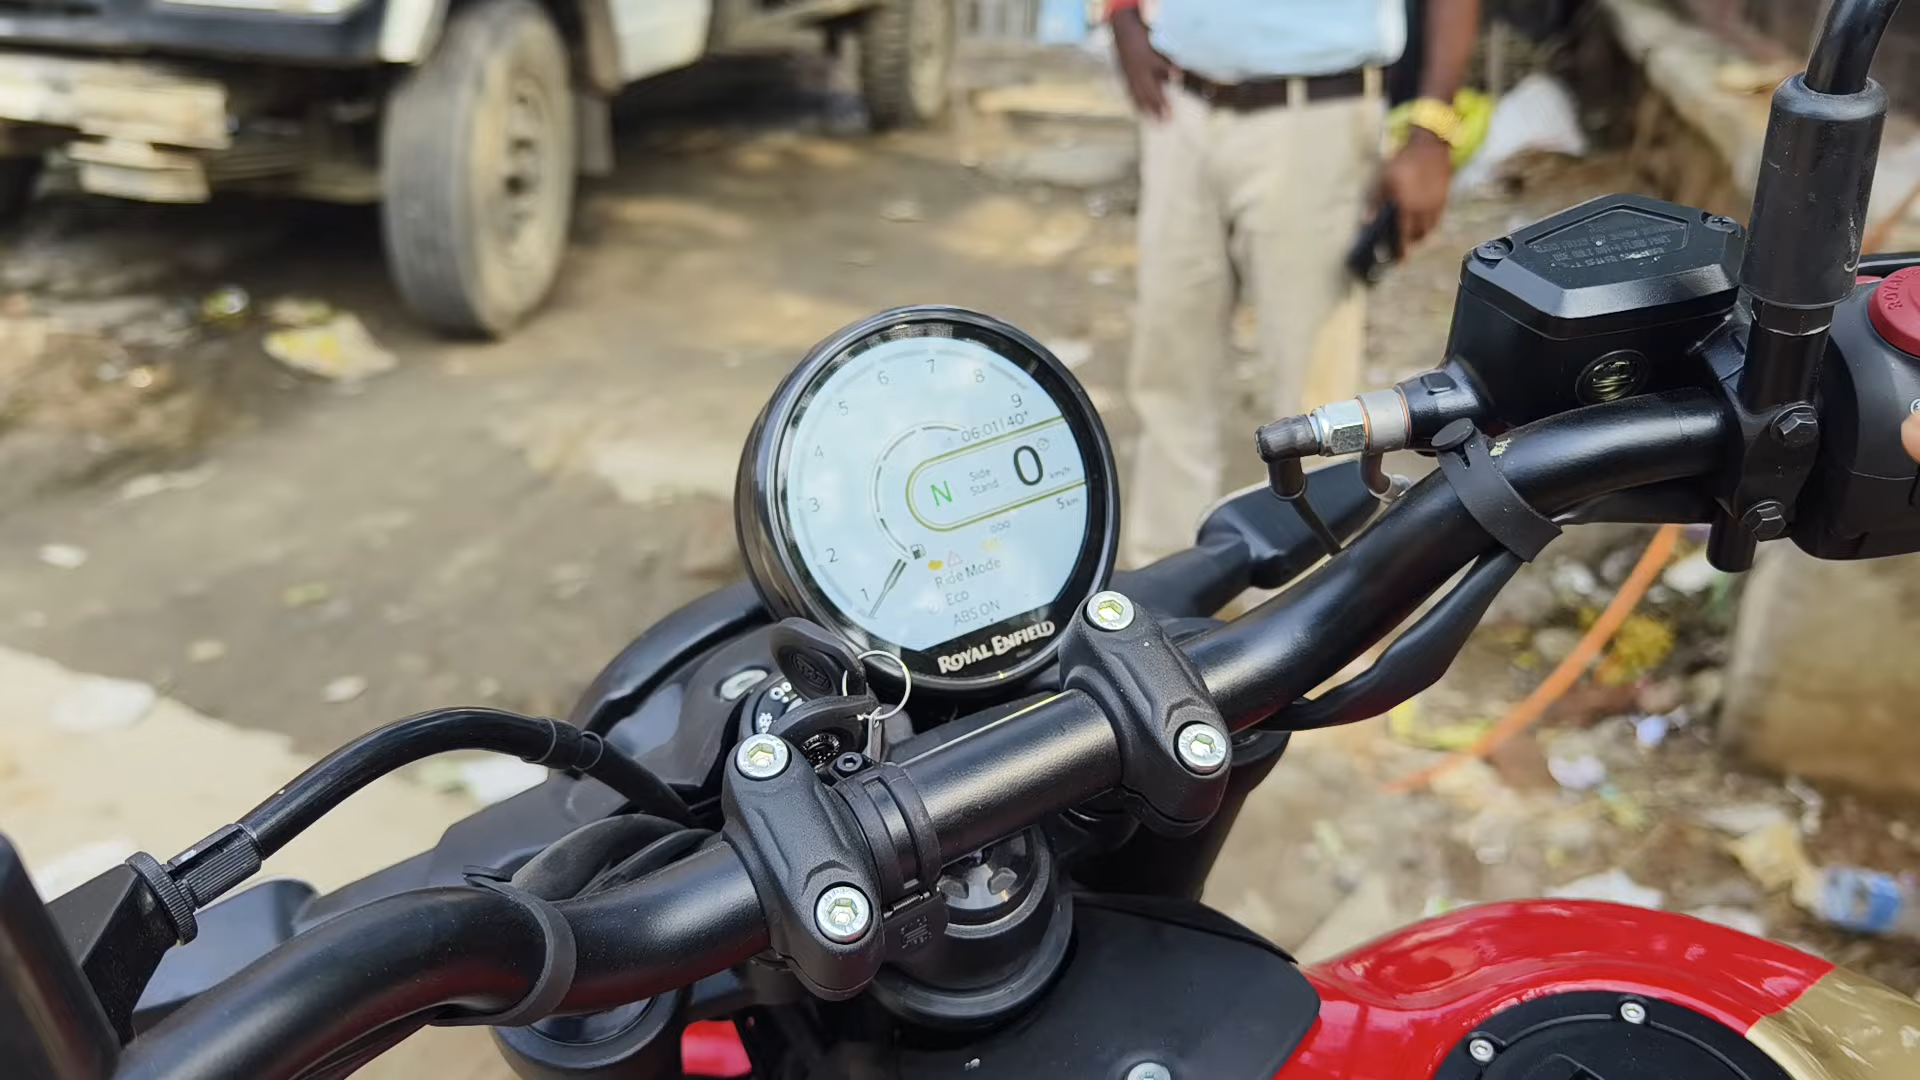 7
6
8
5
9
4
06:01 | 40°
Side
Stand
0
km/h
N
3
5 km
ODO
2
Ride Mode
1
Eco
ABS ON
ROYAL ENFIELD